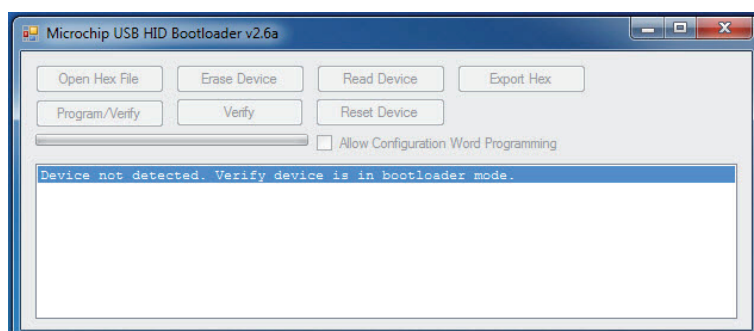 Microchip USB HID Bootloader v2.6a
Open Hex File Erase Device Read Device Export Hex
Program/Verify Verify Reset Device
Allow Configuration Word Programming
Device not detected. Verify device is in bootloader mode.